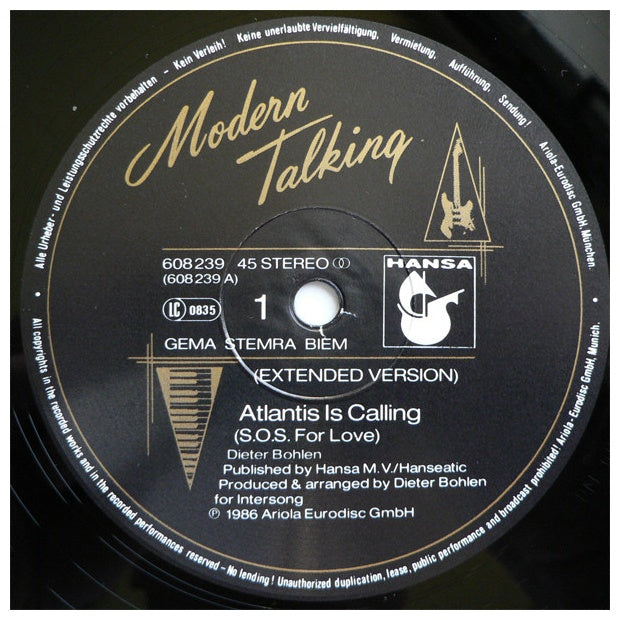 Alle Urheber- und Leistungsschutzrechte vorbehalten - Kein Verleih! Keine unerlaubte Vervielfältigung, Vermietung, Aufführung, Sendung! Ariola-Eurodisc GmbH, München.
Modern
Talking
608 239 45 STEREO
(608 239 A)
HANSA
LC 0835
1
GEMA STEMRA BIEM
(EXTENDED VERSION)
Atlantis Is Calling
(S.O.S. For Love)
Dieter Bohlen
Published by Hansa M. V./Hanseatic
Produced & arranged by Dieter Bohlen
for Intersong
℗ 1986 Ariola Eurodisc GmbH
All copyrights in the recorded works and in the recorded performances reserved - No lending! Unauthorized duplication, lease, public performance and broadcast prohibited! Ariola-Eurodisc GmbH, Munich.